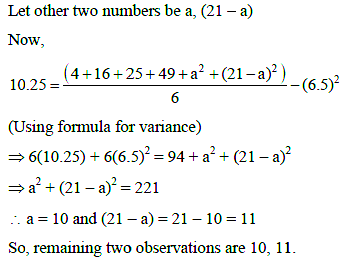 Let other two numbers be a, (21 – a)
Now,
10.25 = (4 + 16 + 25 + 49 + a² + (21 – a)²) / 6 – (6.5)²
(Using formula for variance)
⇒ 6(10.25) + 6(6.5)² = 94 + a² + (21 – a)²
⇒ a² + (21 – a)² = 221
∴ a = 10 and (21 – a) = 21 – 10 = 11
So, remaining two observations are 10, 11.